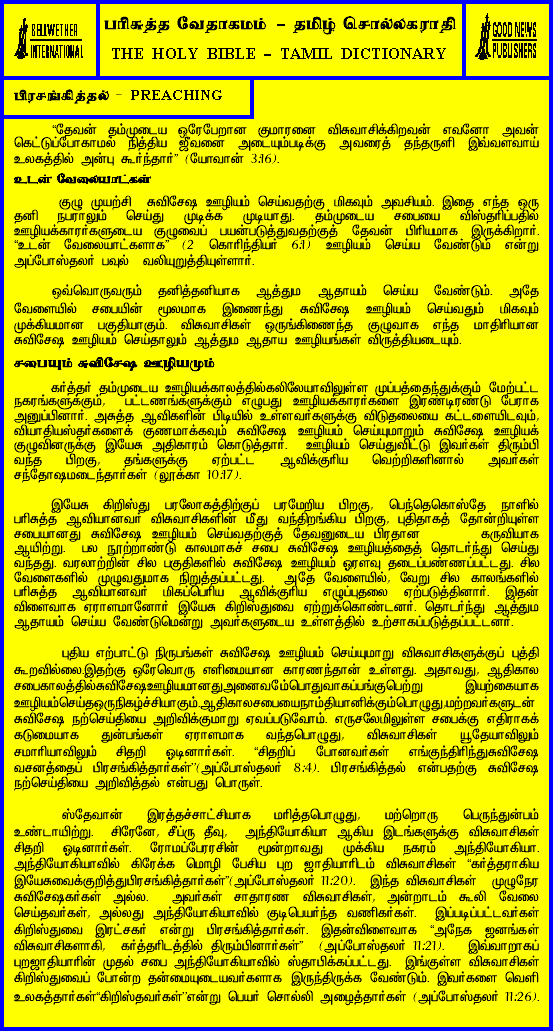 BELLWETHER
INTERNATIONAL
பரிசுத்த வேதாகமம் – தமிழ் சொல்லகராதி
THE HOLY BIBLE – TAMIL DICTIONARY
GOOD NEWS
PUBLISHERS
பிரசங்கித்தல் – PREACHING
“தேவன் தம்முடைய ஒரேபேறான குமாரனை விசுவாசிக்கிறவன் எவனோ அவன்
கெட்டுப்போகாமல் நித்திய ஜீவனை அடையும்படிக்கு அவரைத் தந்தருளி இவ்வளவாய்
உலகத்தில் அன்பு கூர்ந்தார்” (யோவான் 3:16).
உடன் வேலையாட்கள்
குழு முயற்சி சுவிசேஷ ஊழியம் செய்வதற்கு மிகவும் அவசியம். இதை எந்த ஒரு
தனி நபராலும் செய்து முடிக்க முடியாது. தம்முடைய சபையை விஸ்தரிப்பதில்
ஊழியக்காரர்களுடைய குழுவைப் பயன்படுத்துவதற்குத் தேவன் பிரியமாக இருக்கிறார்.
“உடன் வேலையாட்களாக” (2 கொரிந்தியர் 6:1) ஊழியம் செய்ய வேண்டும் என்று
அப்போஸ்தலர் பவுல் வலியுறுத்தியுள்ளார்.
ஒவ்வொருவரும் தனித்தனியாக ஆத்தும ஆதாயம் செய்ய வேண்டும். அதே
வேளையில் சபையின் மூலமாக இணைந்து சுவிசேஷ ஊழியம் செய்வதும் மிகவும்
முக்கியமான பகுதியாகும். விசுவாசிகள் ஒருங்கிணைந்த குழுவாக எந்த மாதிரியான
சுவிசேஷ ஊழியம் செய்தாலும் ஆத்தும ஆதாய ஊழியங்கள் விருத்தியடையும்.
சபையும் சுவிசேஷ ஊழியமும்
கர்த்தர் தம்முடைய ஊழியக்காலத்தில்கலிலேயாவிலுள்ள முப்பத்தைந்துக்கும் மேற்பட்ட
நகரங்களுக்கும், பட்டணங்களுக்கும் எழுபது ஊழியக்காரர்களை இரண்டிரண்டு பேராக
அனுப்பினார். அசுத்த ஆவிகளின் பிடியில் உள்ளவர்களுக்கு விடுதலையை கட்டளையிடவும்,
வியாதியஸ்தர்களைக் குணமாக்கவும் சுவிசேஷ ஊழியம் செய்யுமாறும் சுவிசேஷ ஊழியக்
குழுவினருக்கு இயேசு அதிகாரம் கொடுத்தார். ஊழியம் செய்துவிட்டு இவர்கள் திரும்பி
வந்த பிறகு, தங்களுக்கு ஏற்பட்ட ஆவிக்குரிய வெற்றிகளினால் அவர்கள்
சந்தோஷமடைந்தார்கள் (லூக்கா 10:17).
இயேசு கிறிஸ்து பரலோகத்திற்குப் பரமேறிய பிறகு, பெந்தெகொஸ்தே நாளில்
பரிசுத்த ஆவியானவர் விசுவாசிகளின் மீது வந்திறங்கிய பிறகு, புதிதாகத் தோன்றியுள்ள
சபையானது சுவிசேஷ ஊழியம் செய்வதற்குத் தேவனுடைய பிரதான கருவியாக
ஆயிற்று. பல நூற்றாண்டு காலமாகச் சபை சுவிசேஷ ஊழியத்தைத் தொடர்ந்து செய்து
வந்தது. வரலாற்றின் சில பகுதிகளில் சுவிசேஷ ஊழியம் ஓரளவு தடைப்பண்ணப்பட்டது. சில
வேளைகளில் முழுவதுமாக நிறுத்தப்பட்டது. அதே வேளையில், வேறு சில காலங்களில்
பரிசுத்த ஆவியானவர் மிகப்பெரிய ஆவிக்குரிய எழுப்புதலை ஏற்படுத்தினார். இதன்
விளைவாக ஏராளமானோர் இயேசு கிறிஸ்துவை ஏற்றுக்கொண்டனர். தொடர்ந்து ஆத்தும
ஆதாயம் செய்ய வேண்டுமென்று அவர்களுடைய உள்ளத்தில் உற்சாகப்படுத்தப்பட்டனர்.
புதிய ஏற்பாட்டு நிருபங்கள் சுவிசேஷ ஊழியம் செய்யுமாறு விசுவாசிகளுக்குப் புத்தி
கூறவில்லை.இதற்கு ஒரேவொரு எளிமையான காரணந்தான் உள்ளது. அதாவது, ஆதிகால
சபைகாலத்தில்சுவிசேஷஊழியமானதுஅனைவமேபொதுவாகப்பங்குபெற்று இயற்கையாக
ஊழியம்செய்தஒருநிகழ்ச்சியாகும்.ஆதிகாலசபையைநாம்தியானிக்கும்பொழுது,மற்றவர்களுடன்
சுவிசேஷ நற்செய்தியை அறிவிக்குமாறு ஏவப்படுவோம். எருசலேமிலுள்ள சபைக்கு எதிராகக்
கடுமையாக துன்பங்கள் ஏராளமாக வந்தபொழுது, விசுவாசிகள் யூதேயாவிலும்
சமாரியாவிலும் சிதறி ஓடினார்கள். “சிதறிப் போனவர்கள் எங்குந்திரிந்துசுவிசேஷ
வசனத்தைப் பிரசங்கித்தார்கள்”(அப்போஸ்தலர் 8:4). பிரசங்கித்தல் என்பதற்கு சுவிசேஷ
நற்செய்தியை அறிவித்தல் என்பது பொருள்.
ஸ்தேவான் இரத்தச்சாட்சியாக மரித்தபொழுது, மற்றொரு பெருந்துன்பம்
உண்டாயிற்று. சிரேனே, சீப்ரு தீவு, அந்தியோகியா ஆகிய இடங்களுக்கு விசுவாசிகள்
சிதறி ஓடினார்கள். ரோமப்பேரரசின் மூன்றாவது முக்கிய நகரம் அந்தியோகியா.
அந்தியோகியாவில் கிரேக்க மொழி பேசிய புற ஜாதியாரிடம் விசுவாசிகள் “கர்த்தராகிய
இயேசுவைக்குறித்துபிரசங்கித்தார்கள்”(அப்போஸ்தலர் 11:20). இந்த விசுவாசிகள் முழுநேர
சுவிசேஷகர்கள் அல்ல. அவர்கள் சாதாரண விசுவாசிகள், அன்றாடம் கூலி வேலை
செய்தவர்கள், அல்லது அந்தியோகியாவில் குடிபெயர்ந்த வணிகர்கள். இப்படிப்பட்டவர்கள்
கிறிஸ்துவை இரட்சகர் என்று பிரசங்கித்தார்கள். இதன்விளைவாக “அநேக ஜனங்கள்
விசுவாசிகளாகி, கர்த்தரிடத்தில் திரும்பினார்கள்” (அப்போஸ்தலர் 11:21). இவ்வாறாகப்
புறஜாதியாரின் முதல் சபை அந்தியோகியாவில் ஸ்தாபிக்கப்பட்டது. இங்குள்ள விசுவாசிகள்
கிறிஸ்துவைப் போன்ற தன்மையுடையவர்களாக இருந்திருக்க வேண்டும். இவர்களை வெளி
உலகத்தார்கள்“கிறிஸ்தவர்கள்”என்று பெயர் சொல்லி அழைத்தார்கள் (அப்போஸ்தலர் 11:26).